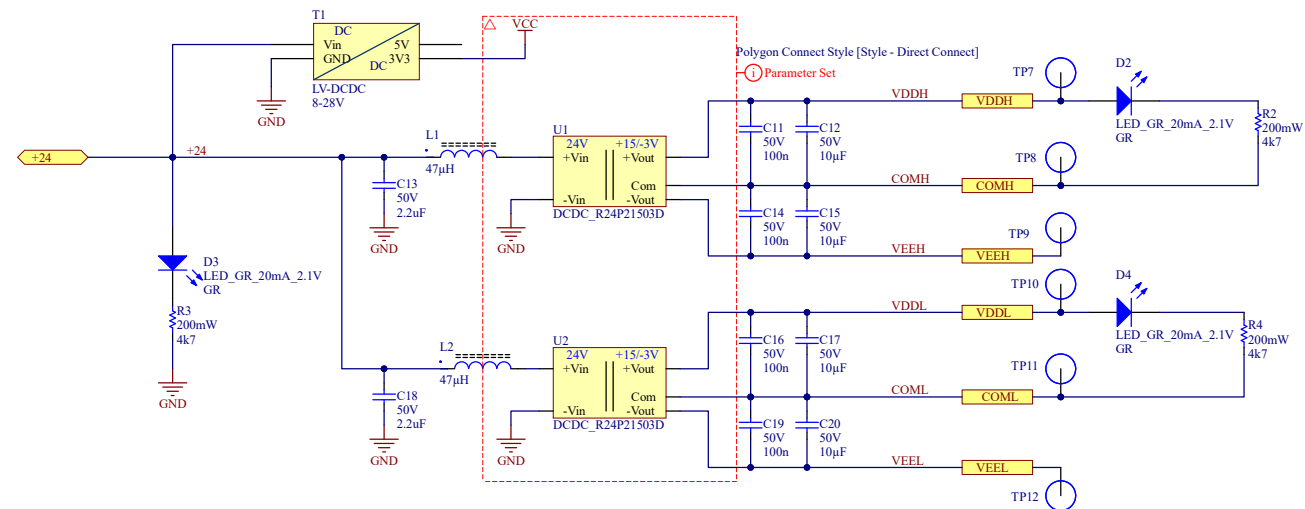 T1
DC
Vin
5V
GND
3V3
DC
LV-DCDC
8-28V
GND
VCC
Polygon Connect Style [Style - Direct Connect]
i
Parameter Set
+24
+24
C13
50V
2.2uF
GND
L1
47µH
U1
24V
+15/-3V
+Vin
+Vout
Com
-Vin
-Vout
DCDC_R24P21503D
GND
C11
50V
100n
C12
50V
10µF
C14
50V
100n
C15
50V
10µF
VDDH
VDDH
TP7
D2
LED_GR_20mA_2.1V
GR
R2
200mW
4k7
COMH
COMH
TP8
VEEH
VEEH
TP9
D3
LED_GR_20mA_2.1V
GR
R3
200mW
4k7
GND
C18
50V
2.2uF
GND
L2
47µH
U2
24V
+15/-3V
+Vin
+Vout
Com
-Vin
-Vout
DCDC_R24P21503D
GND
C16
50V
100n
C17
50V
10µF
C19
50V
100n
C20
50V
10µF
VDDL
VDDL
TP10
D4
LED_GR_20mA_2.1V
GR
R4
200mW
4k7
COML
COML
TP11
VEEL
VEEL
TP12